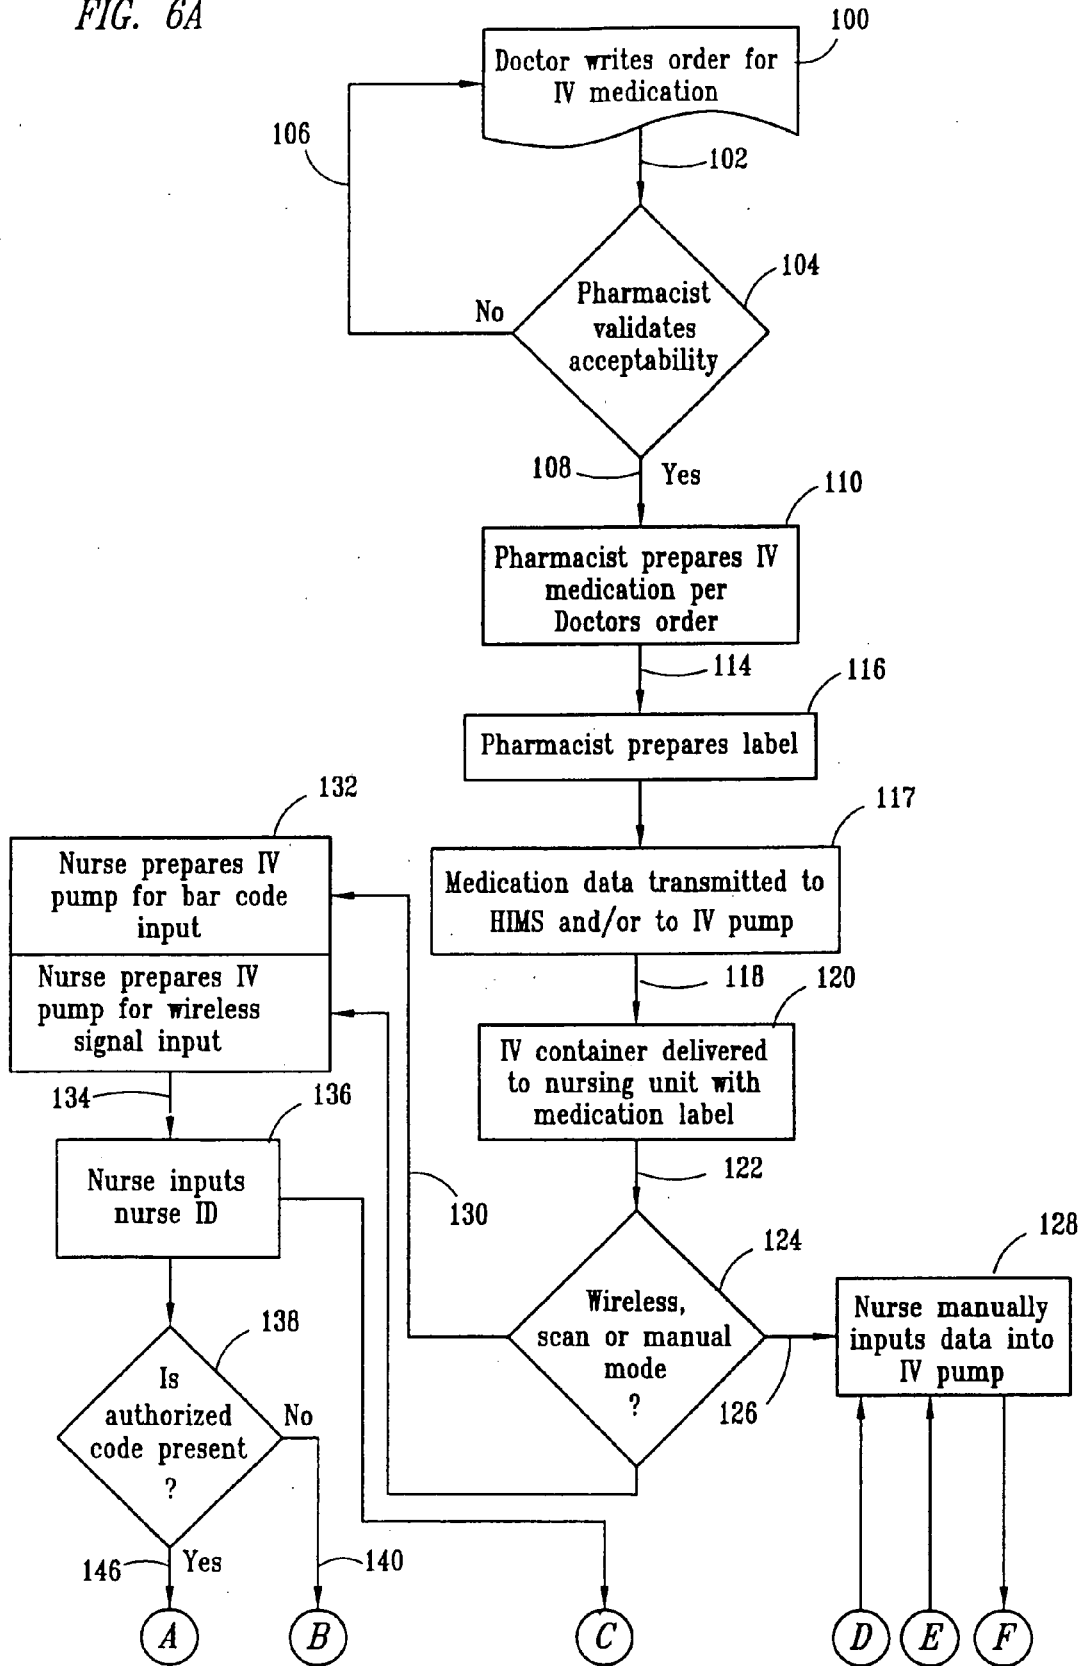 FIG. 6A
100
Doctor writes order for
IV medication
106
102
104
Pharmacist
validates
acceptability
No
108
Yes
110
Pharmacist prepares IV
medication per
Doctors order
114
116
Pharmacist prepares label
132
117
Nurse prepares IV
pump for bar code
input
Medication data transmitted to
HIMS and/or to IV pump
Nurse prepares IV
pump for wireless
signal input
118
120
IV container delivered
to nursing unit with
medication label
134
136
122
Nurse inputs
nurse ID
130
124
128
Wireless,
scan or manual
mode
?
Nurse manually
inputs data into
IV pump
126
138
Is
authorized
code present
?
No
146
Yes
140
A
B
C
D
E
F